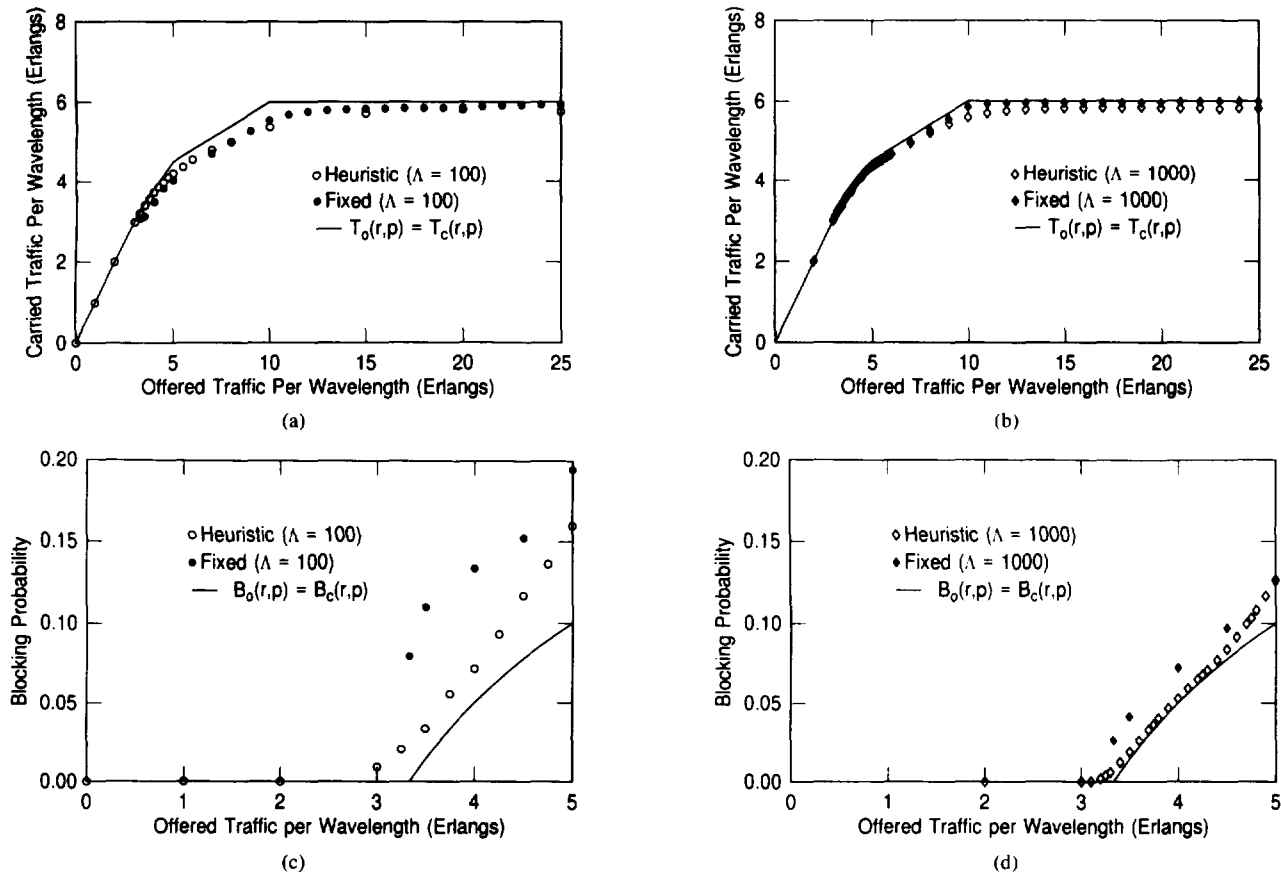 Carried Traffic Per Wavelength (Erlangs)
8
6
4
2
0
○ Heuristic (Λ = 100)
● Fixed (Λ = 100)
— T_o(r,p) = T_c(r,p)
0 5 10 15 20 25
Offered Traffic Per Wavelength (Erlangs)
(a)
Carried Traffic Per Wavelength (Erlangs)
8
6
4
2
0
◇ Heuristic (Λ = 1000)
♦ Fixed (Λ = 1000)
— T_o(r,p) = T_c(r,p)
0 5 10 15 20 25
Offered Traffic Per Wavelength (Erlangs)
(b)
Blocking Probability
0.20
0.15
0.10
0.05
0.00
○ Heuristic (Λ = 100)
● Fixed (Λ = 100)
— B_o(r,p) = B_c(r,p)
0 1 2 3 4 5
Offered Traffic per Wavelength (Erlangs)
(c)
Blocking Probability
0.20
0.15
0.10
0.05
0.00
◇ Heuristic (Λ = 1000)
♦ Fixed (Λ = 1000)
— B_o(r,p) = B_c(r,p)
0 1 2 3 4 5
Offered Traffic per Wavelength (Erlangs)
(d)